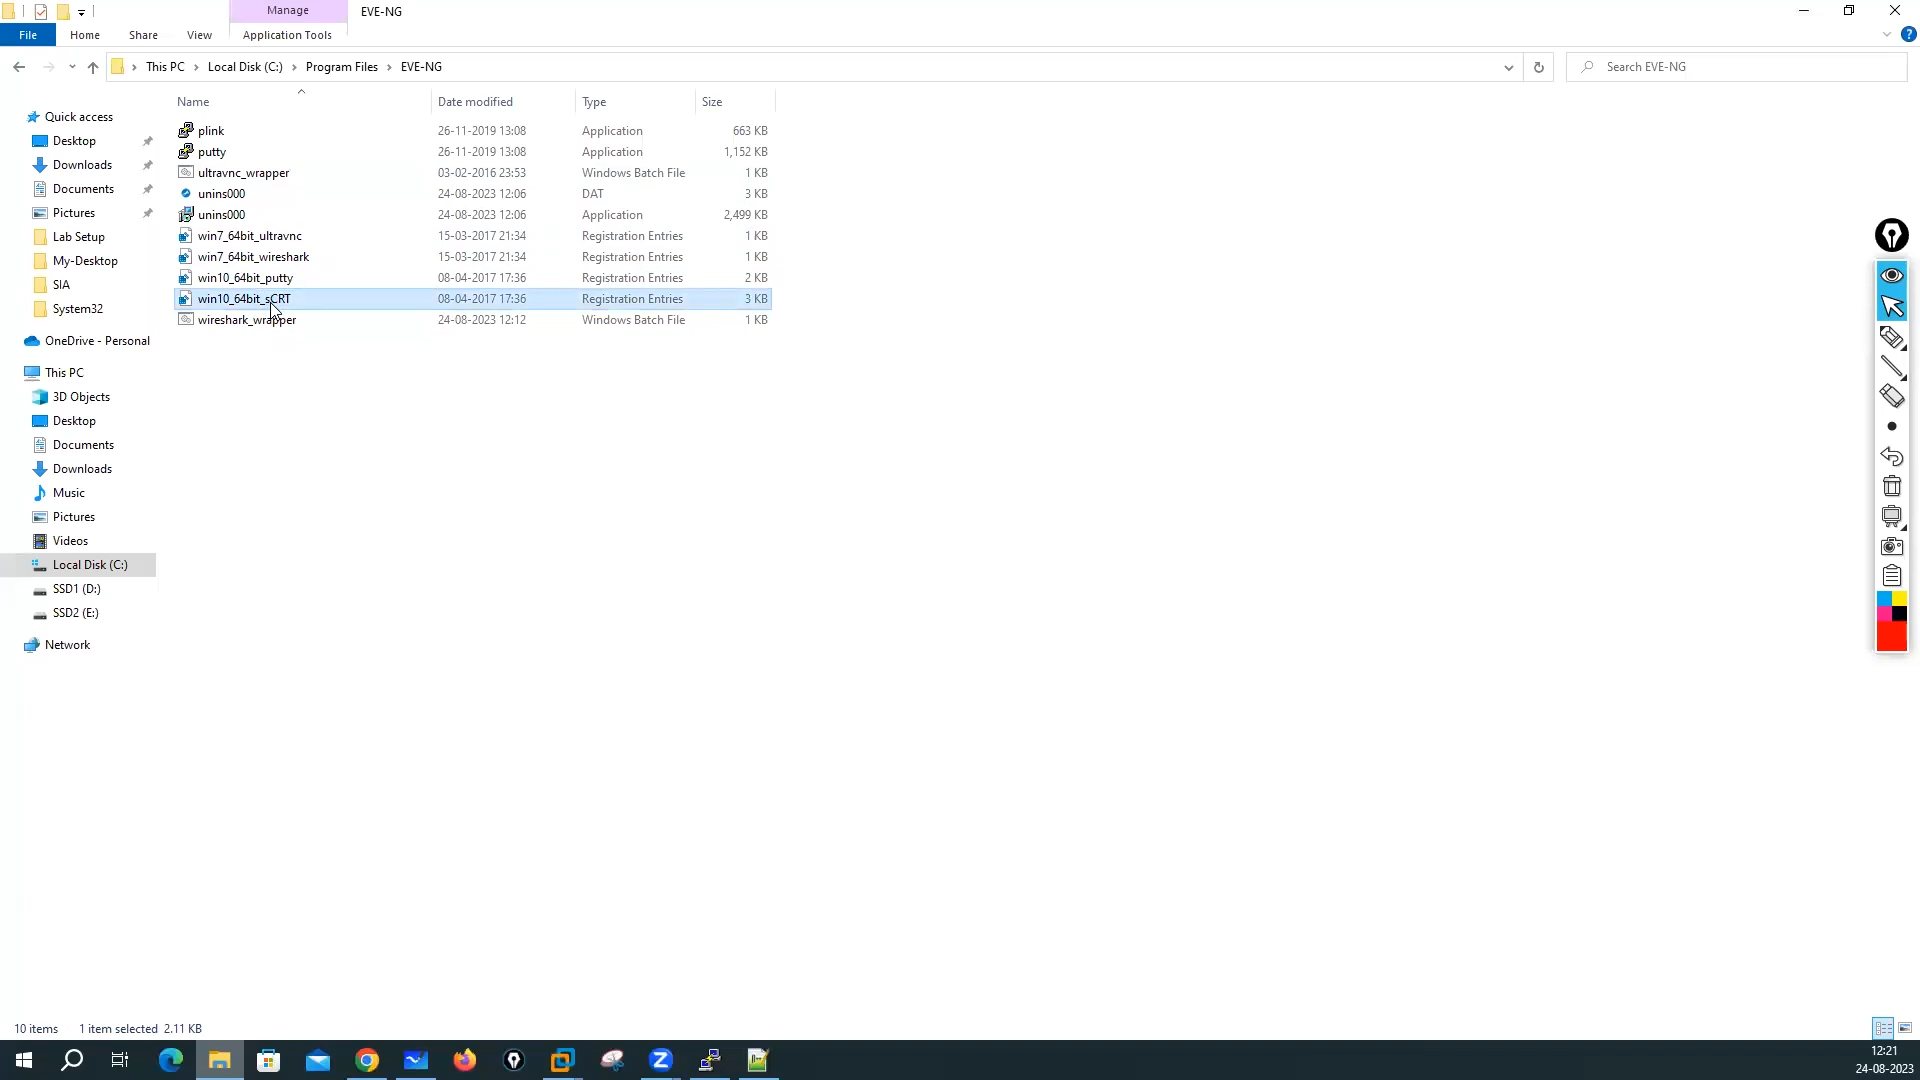 Manage
EVE-NG
File
Home
Share
View
Application Tools
This PC
Local Disk (C:)
Program Files
EVE-NG
Search EVE-NG
Name
Date modified
Type
Size
plink
26-11-2019 13:08
Application
663 KB
putty
26-11-2019 13:08
Application
1,152 KB
ultravnc_wrapper
03-02-2016 23:53
Windows Batch File
1 KB
unins000
24-08-2023 12:06
DAT
3 KB
unins000
24-08-2023 12:06
Application
2,499 KB
win7_64bit_ultravnc
15-03-2017 21:34
Registration Entries
1 KB
win7_64bit_wireshark
15-03-2017 21:34
Registration Entries
1 KB
win10_64bit_putty
08-04-2017 17:36
Registration Entries
2 KB
win10_64bit_sCRT
08-04-2017 17:36
Registration Entries
3 KB
wireshark_wrapper
24-08-2023 12:12
Windows Batch File
1 KB
Quick access
Desktop
Downloads
Documents
Pictures
Lab Setup
My-Desktop
SIA
System32
OneDrive - Personal
This PC
3D Objects
Desktop
Documents
Downloads
Music
Pictures
Videos
Local Disk (C:)
SSD1 (D:)
SSD2 (E:)
Network
10 items
1 item selected 2.11 KB
12:21
24-08-2023